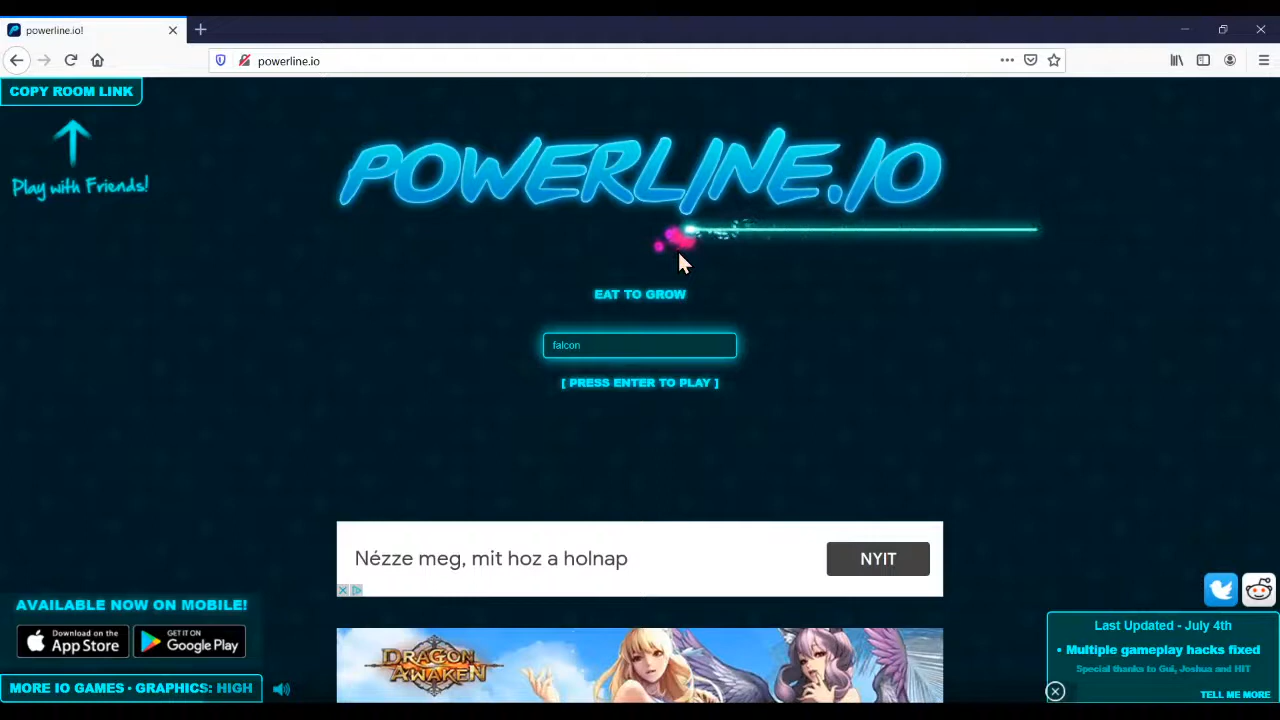 powerline.io!
powerline.io
COPY ROOM LINK
Play with Friends!
POWERLINE.IO
EAT TO GROW
falcon
[ PRESS ENTER TO PLAY ]
Nézze meg, mit hoz a holnap
NYIT
AVAILABLE NOW ON MOBILE!
Download on the
App Store
GET IT ON
Google Play
DRAGON
AWAKEN
Last Updated - July 4th
• Multiple gameplay hacks fixed
Special thanks to Gui, Joshua and HIT
TELL ME MORE
MORE IO GAMES · GRAPHICS: HIGH